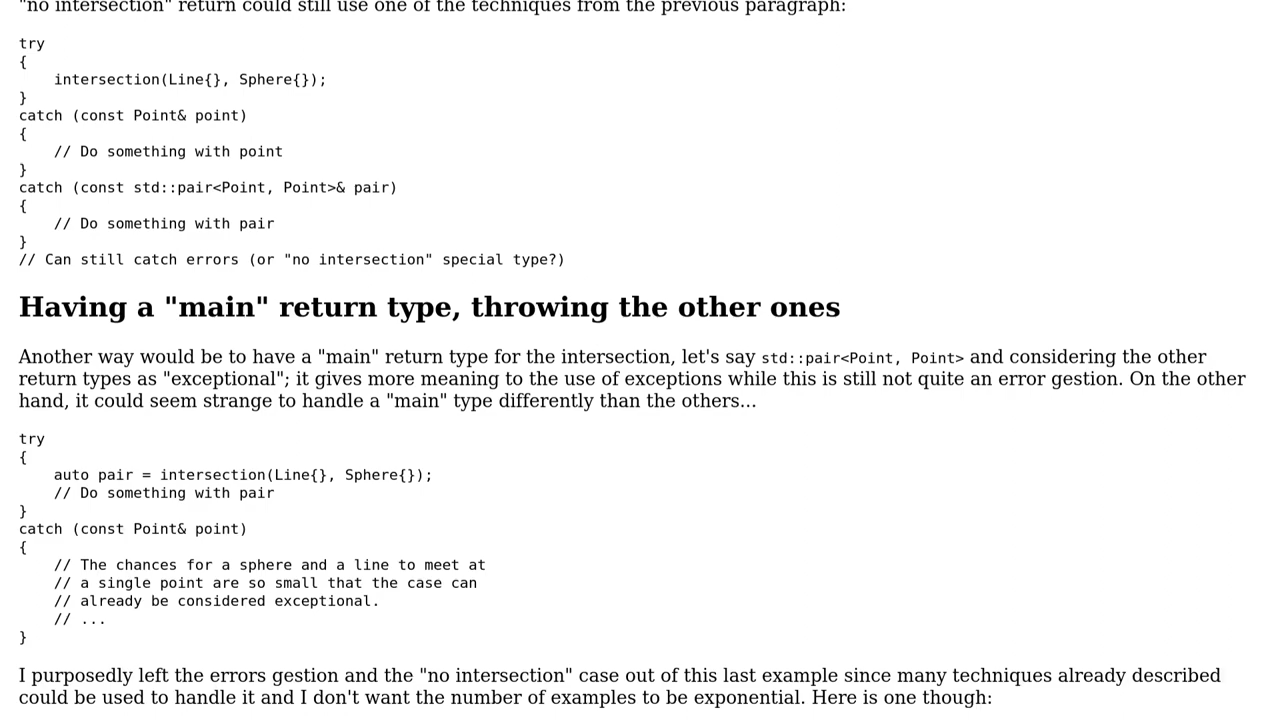 "no intersection" return could still use one of the techniques from the previous paragraph:
try
{
    intersection(Line{}, Sphere{});
}
catch (const Point& point)
{
    // Do something with point
}
catch (const std::pair<Point, Point>& pair)
{
    // Do something with pair
}
// Can still catch errors (or "no intersection" special type?)
Having a "main" return type, throwing the other ones
Another way would be to have a "main" return type for the intersection, let's say std::pair<Point, Point> and considering the other
return types as "exceptional"; it gives more meaning to the use of exceptions while this is still not quite an error gestion. On the other
hand, it could seem strange to handle a "main" type differently than the others...
try
{
    auto pair = intersection(Line{}, Sphere{});
    // Do something with pair
}
catch (const Point& point)
{
    // The chances for a sphere and a line to meet at
    // a single point are so small that the case can
    // already be considered exceptional.
    // ...
}
I purposedly left the errors gestion and the "no intersection" case out of this last example since many techniques already described
could be used to handle it and I don't want the number of examples to be exponential. Here is one though: